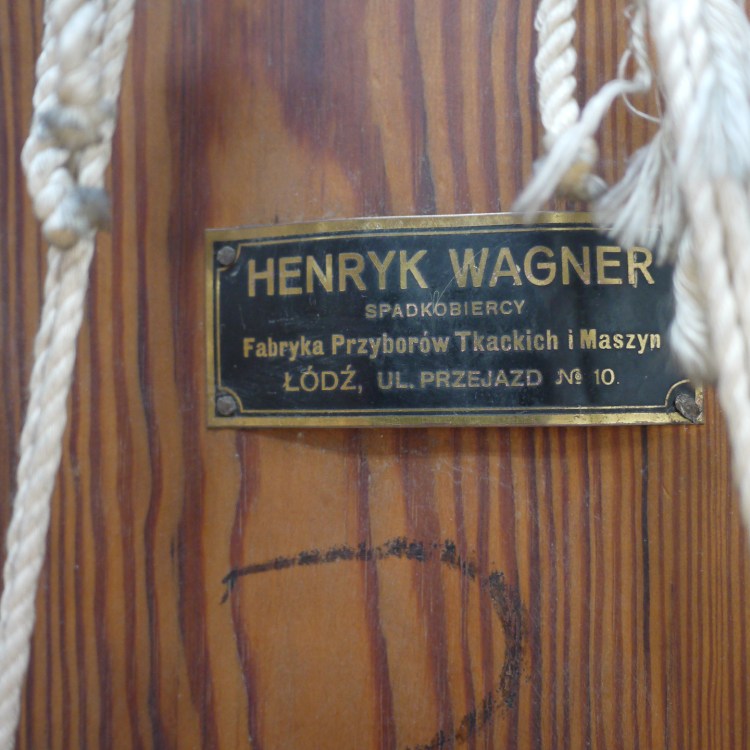 HENRYK WAGNER
SPADKOBIERCY
Fabryka Przyborów Tkackich i Maszyn
ŁÓDŹ, UL. PRZEJAZD № 10.